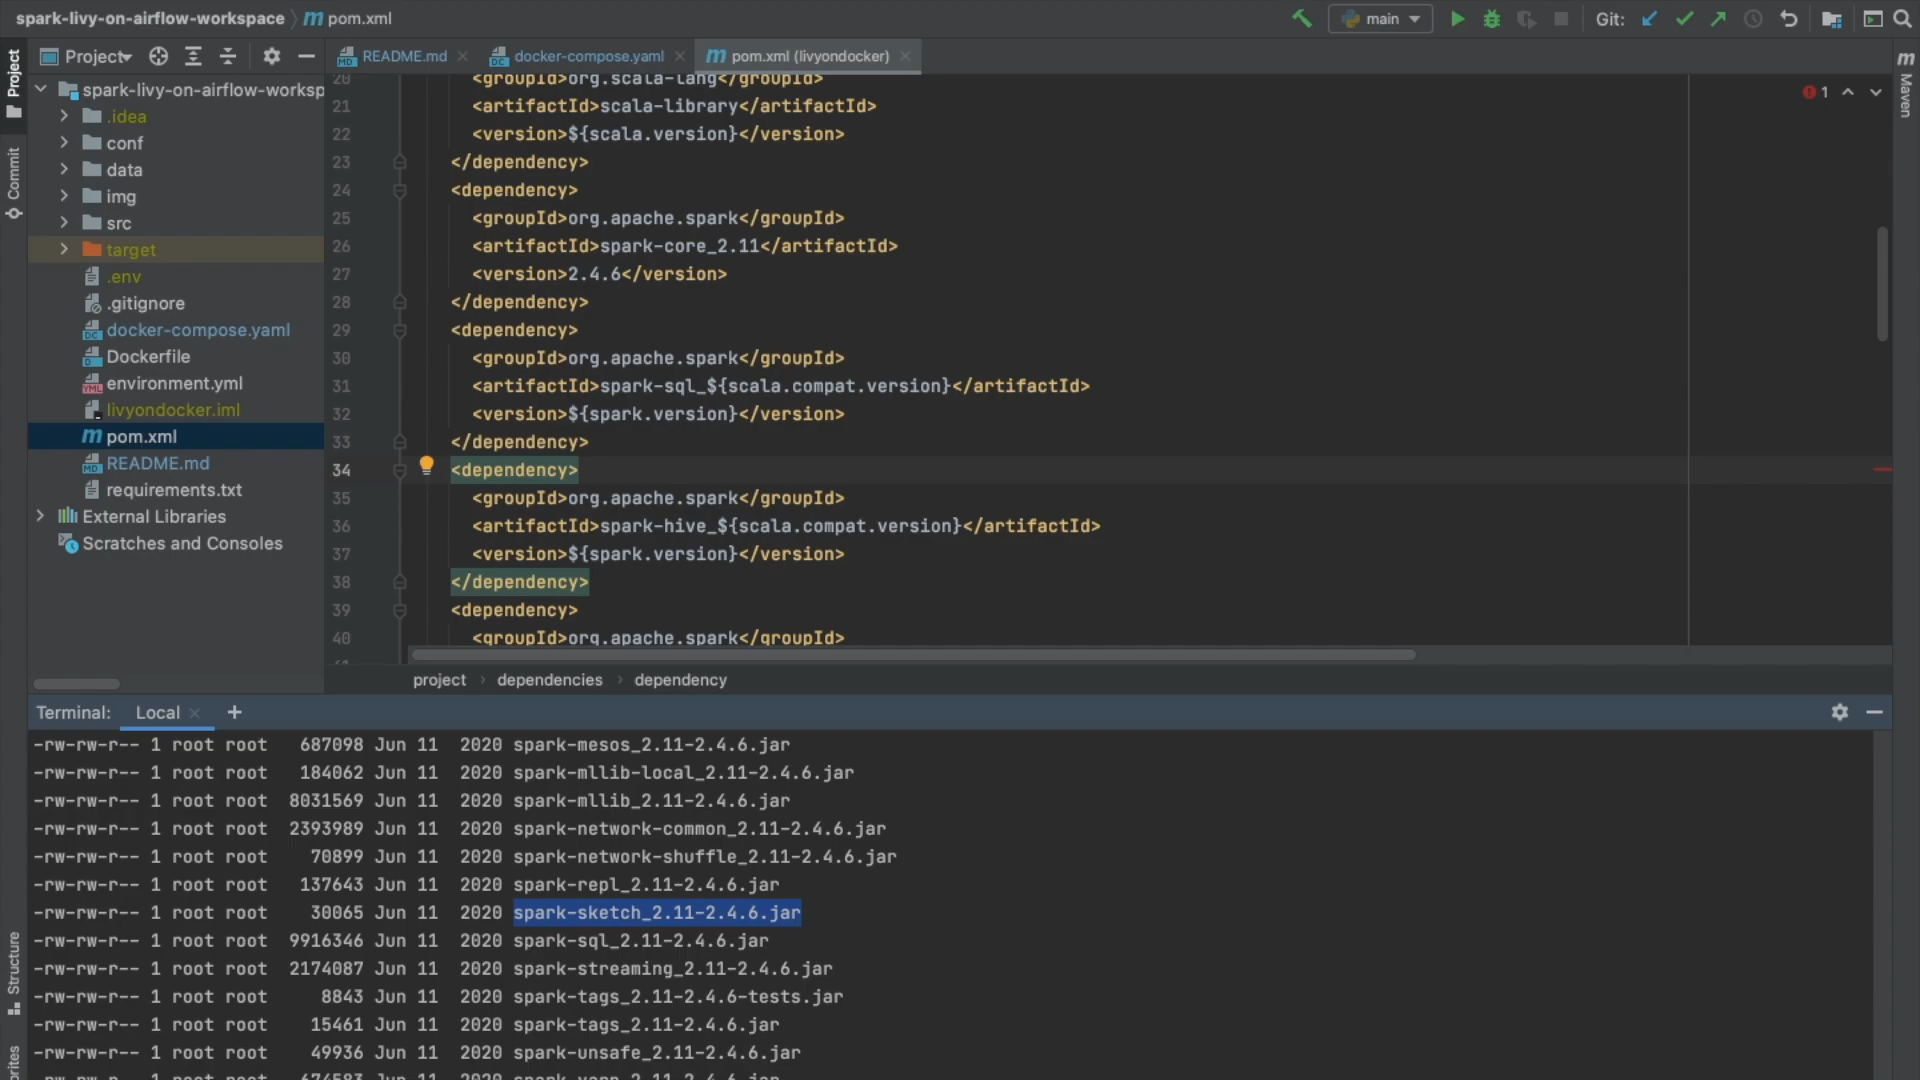 spark-livy-on-airflow-workspace
pom.xml
main
Git:
Project
README.md
docker-compose.yaml
pom.xml (livyondocker)
Project
Commit
Structure
Maven
spark-livy-on-airflow-worksp
.idea
conf
data
img
src
target
.env
.gitignore
docker-compose.yaml
Dockerfile
environment.yml
livyondocker.iml
pom.xml
README.md
requirements.txt
External Libraries
Scratches and Consoles
1
20 <groupId>org.scala-lang</groupId>
21 <artifactId>scala-library</artifactId>
22 <version>${scala.version}</version>
23 </dependency>
24 <dependency>
25 <groupId>org.apache.spark</groupId>
26 <artifactId>spark-core_2.11</artifactId>
27 <version>2.4.6</version>
28 </dependency>
29 <dependency>
30 <groupId>org.apache.spark</groupId>
31 <artifactId>spark-sql_${scala.compat.version}</artifactId>
32 <version>${spark.version}</version>
33 </dependency>
34 <dependency>
35 <groupId>org.apache.spark</groupId>
36 <artifactId>spark-hive_${scala.compat.version}</artifactId>
37 <version>${spark.version}</version>
38 </dependency>
39 <dependency>
40 <groupId>org.apache.spark</groupId>
project
dependencies
dependency
Terminal:
Local
-rw-rw-r-- 1 root root 687098 Jun 11 2020 spark-mesos_2.11-2.4.6.jar
-rw-rw-r-- 1 root root 184062 Jun 11 2020 spark-mllib-local_2.11-2.4.6.jar
-rw-rw-r-- 1 root root 8031569 Jun 11 2020 spark-mllib_2.11-2.4.6.jar
-rw-rw-r-- 1 root root 2393989 Jun 11 2020 spark-network-common_2.11-2.4.6.jar
-rw-rw-r-- 1 root root 70899 Jun 11 2020 spark-network-shuffle_2.11-2.4.6.jar
-rw-rw-r-- 1 root root 137643 Jun 11 2020 spark-repl_2.11-2.4.6.jar
-rw-rw-r-- 1 root root 30065 Jun 11 2020 spark-sketch_2.11-2.4.6.jar
-rw-rw-r-- 1 root root 9916346 Jun 11 2020 spark-sql_2.11-2.4.6.jar
-rw-rw-r-- 1 root root 2174087 Jun 11 2020 spark-streaming_2.11-2.4.6.jar
-rw-rw-r-- 1 root root 8843 Jun 11 2020 spark-tags_2.11-2.4.6-tests.jar
-rw-rw-r-- 1 root root 15461 Jun 11 2020 spark-tags_2.11-2.4.6.jar
-rw-rw-r-- 1 root root 49936 Jun 11 2020 spark-unsafe_2.11-2.4.6.jar